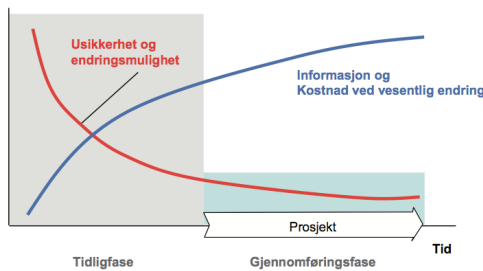 Usikkerhet og
endringsmulighet
Informasjon og
Kostnad ved vesentlig endring
Prosjekt
Tid
Tidligfase
Gjennomføringsfase